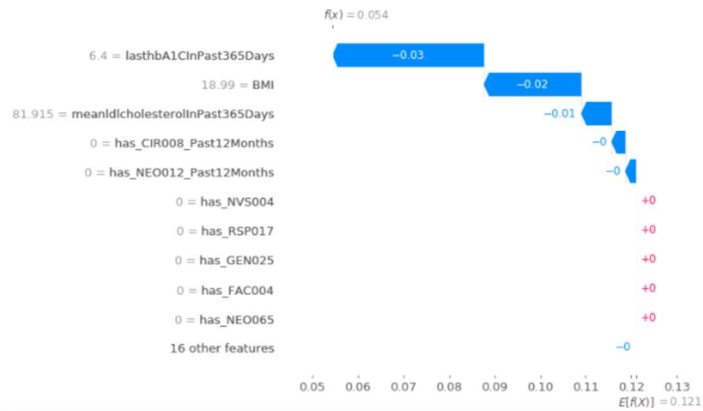 f(x) = 0.054
6.4 = lasthbA1CInPast365Days
−0.03
18.99 = BMI
−0.02
81.915 = meanldlcholesterolInPast365Days
−0.01
0 = has_CIR008_Past12Months
−0
0 = has_NEO012_Past12Months
−0
0 = has_NVS004
+0
0 = has_RSP017
+0
0 = has_GEN025
+0
0 = has_FAC004
+0
0 = has_NEO065
+0
16 other features
−0
0.05 0.06 0.07 0.08 0.09 0.10 0.11 0.12 0.13
E[f(X)] = 0.121